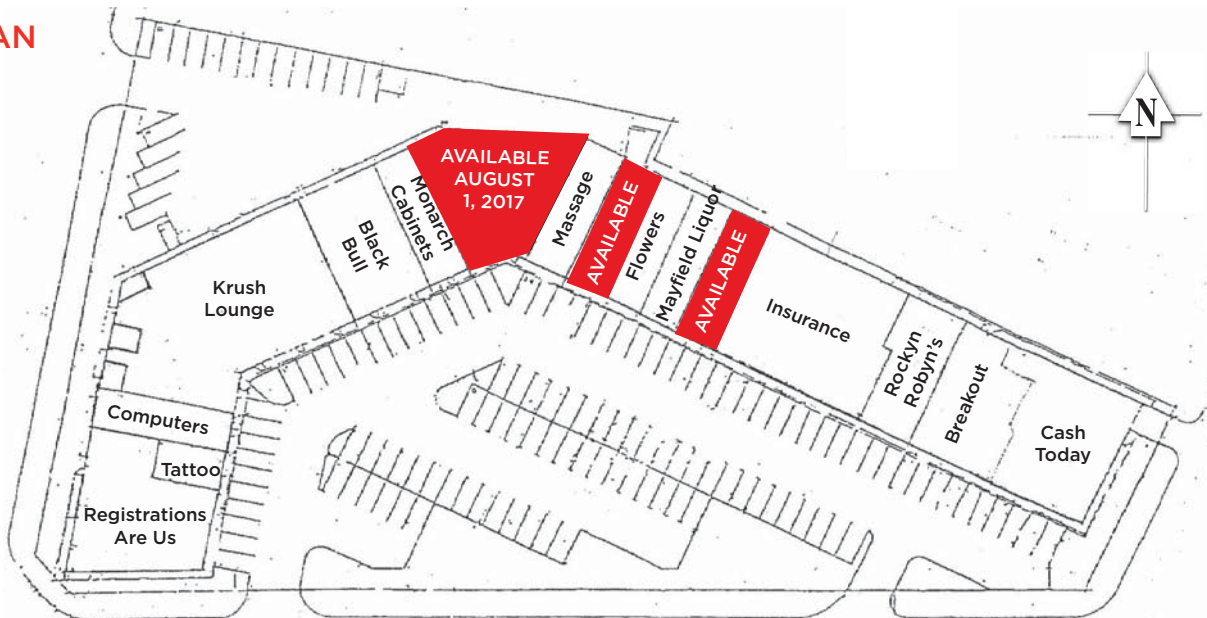 AN
N
AVAILABLE
AUGUST
1, 2017
Monarch
Cabinets
Black
Bull
Krush
Lounge
Computers
Tattoo
Registrations
Are Us
Massage
AVAILABLE
Flowers
Mayfield Liquor
AVAILABLE
Insurance
Rockyn
Robyn's
Breakout
Cash
Today